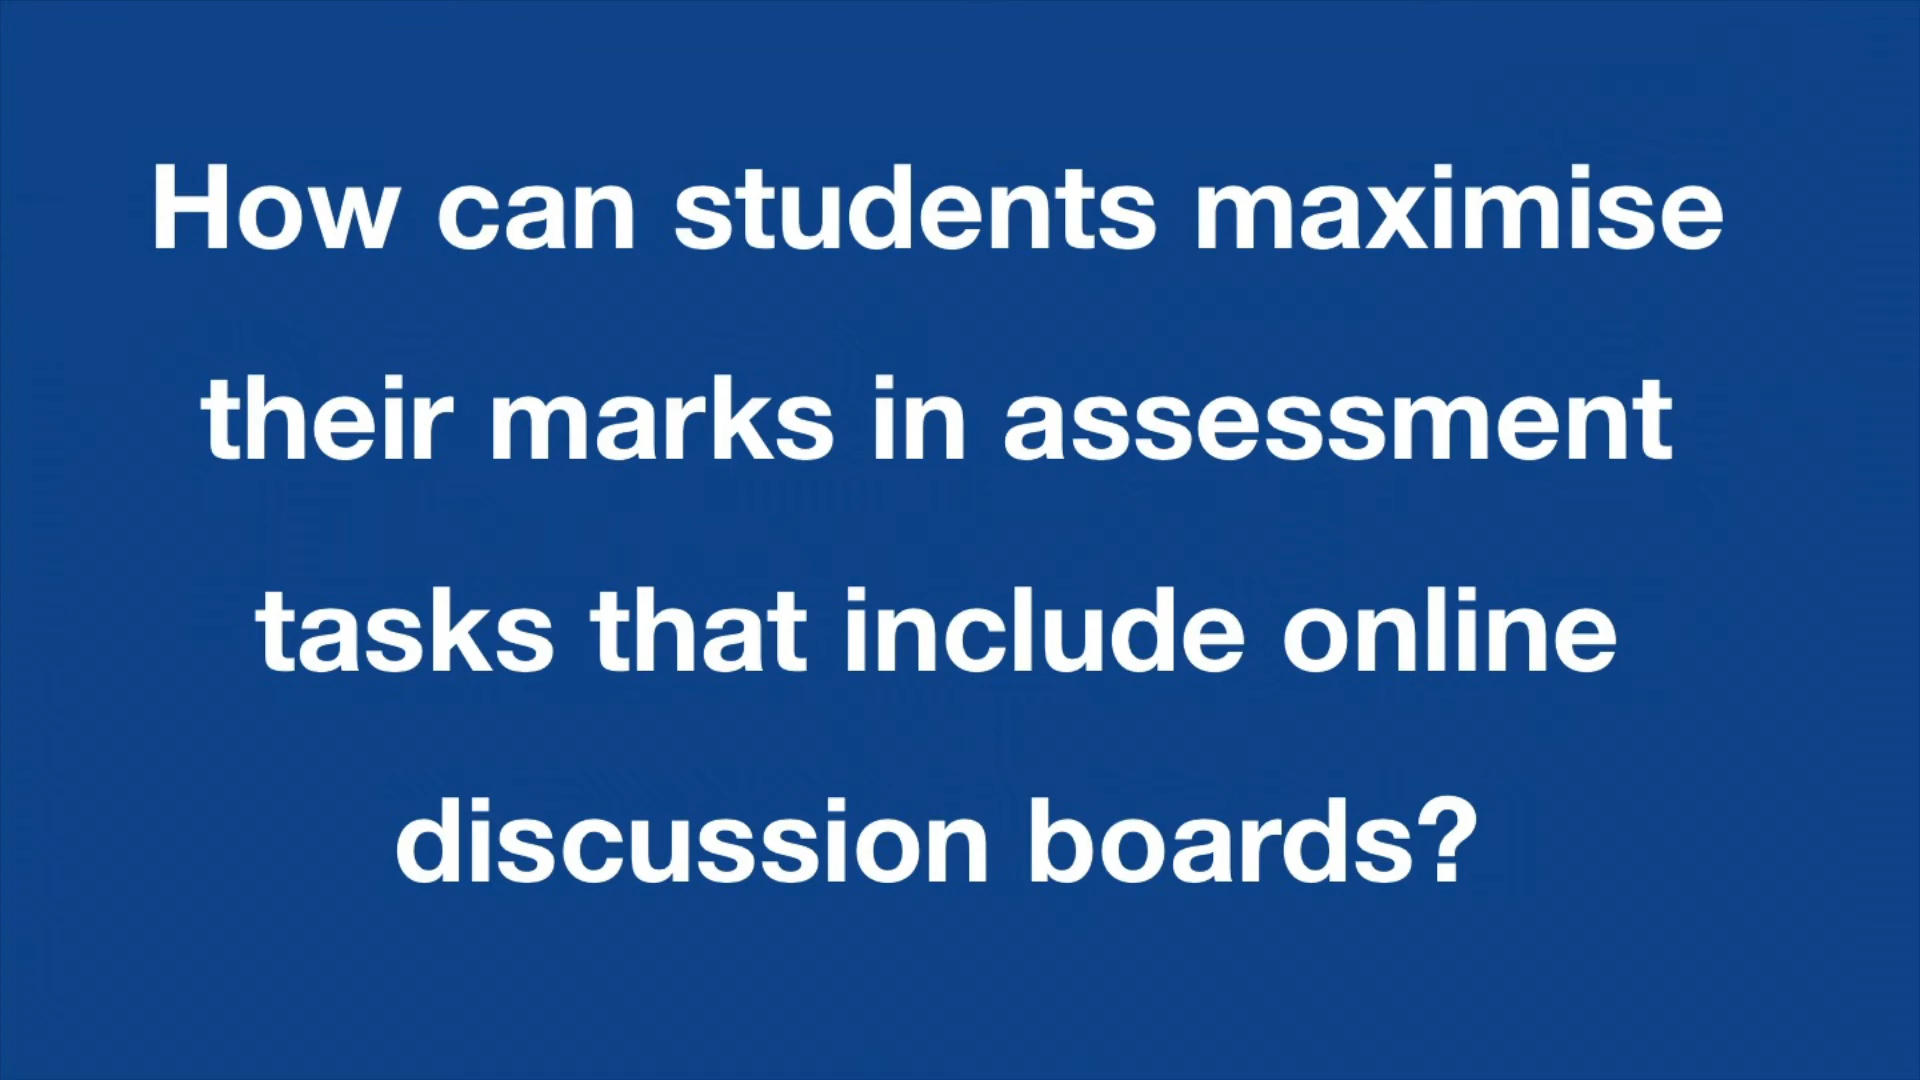 How can students maximise
their marks in assessment
tasks that include online
discussion boards?